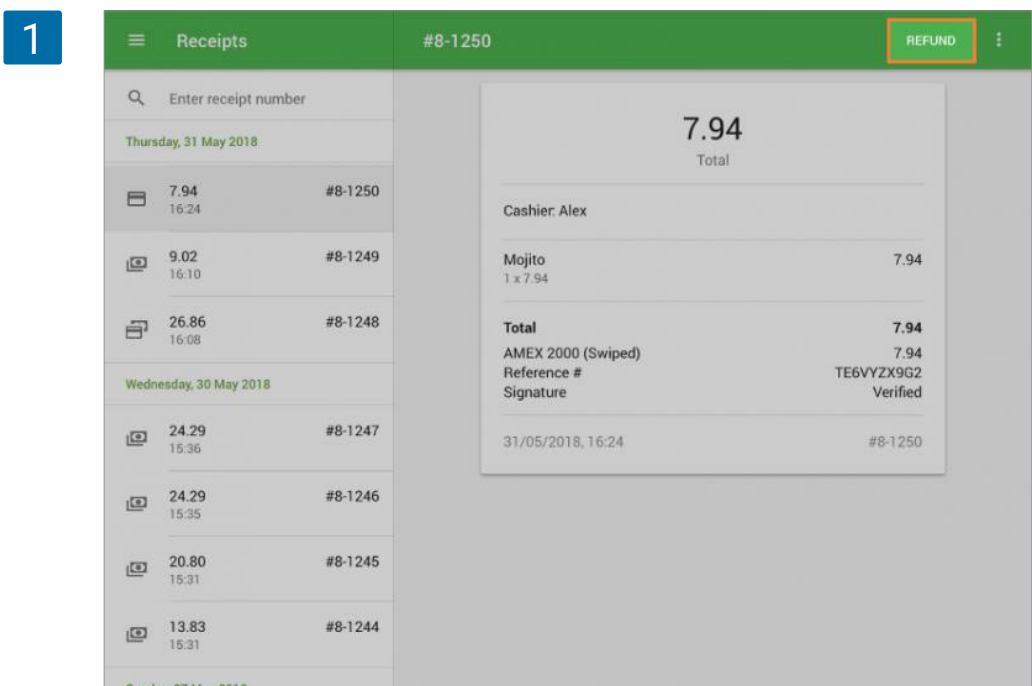 1
Receipts
#8-1250
REFUND
Enter receipt number
Thursday, 31 May 2018
7.94 #8-1250
16:24
9.02 #8-1249
16:10
26.86 #8-1248
16:08
Wednesday, 30 May 2018
24.29 #8-1247
15:36
24.29 #8-1246
15:35
20.80 #8-1245
15:31
13.83 #8-1244
15:31
7.94
Total
Cashier: Alex
Mojito 7.94
1 x 7.94
Total 7.94
AMEX 2000 (Swiped) 7.94
Reference # TE6VYZX9G2
Signature Verified
31/05/2018, 16:24 #8-1250